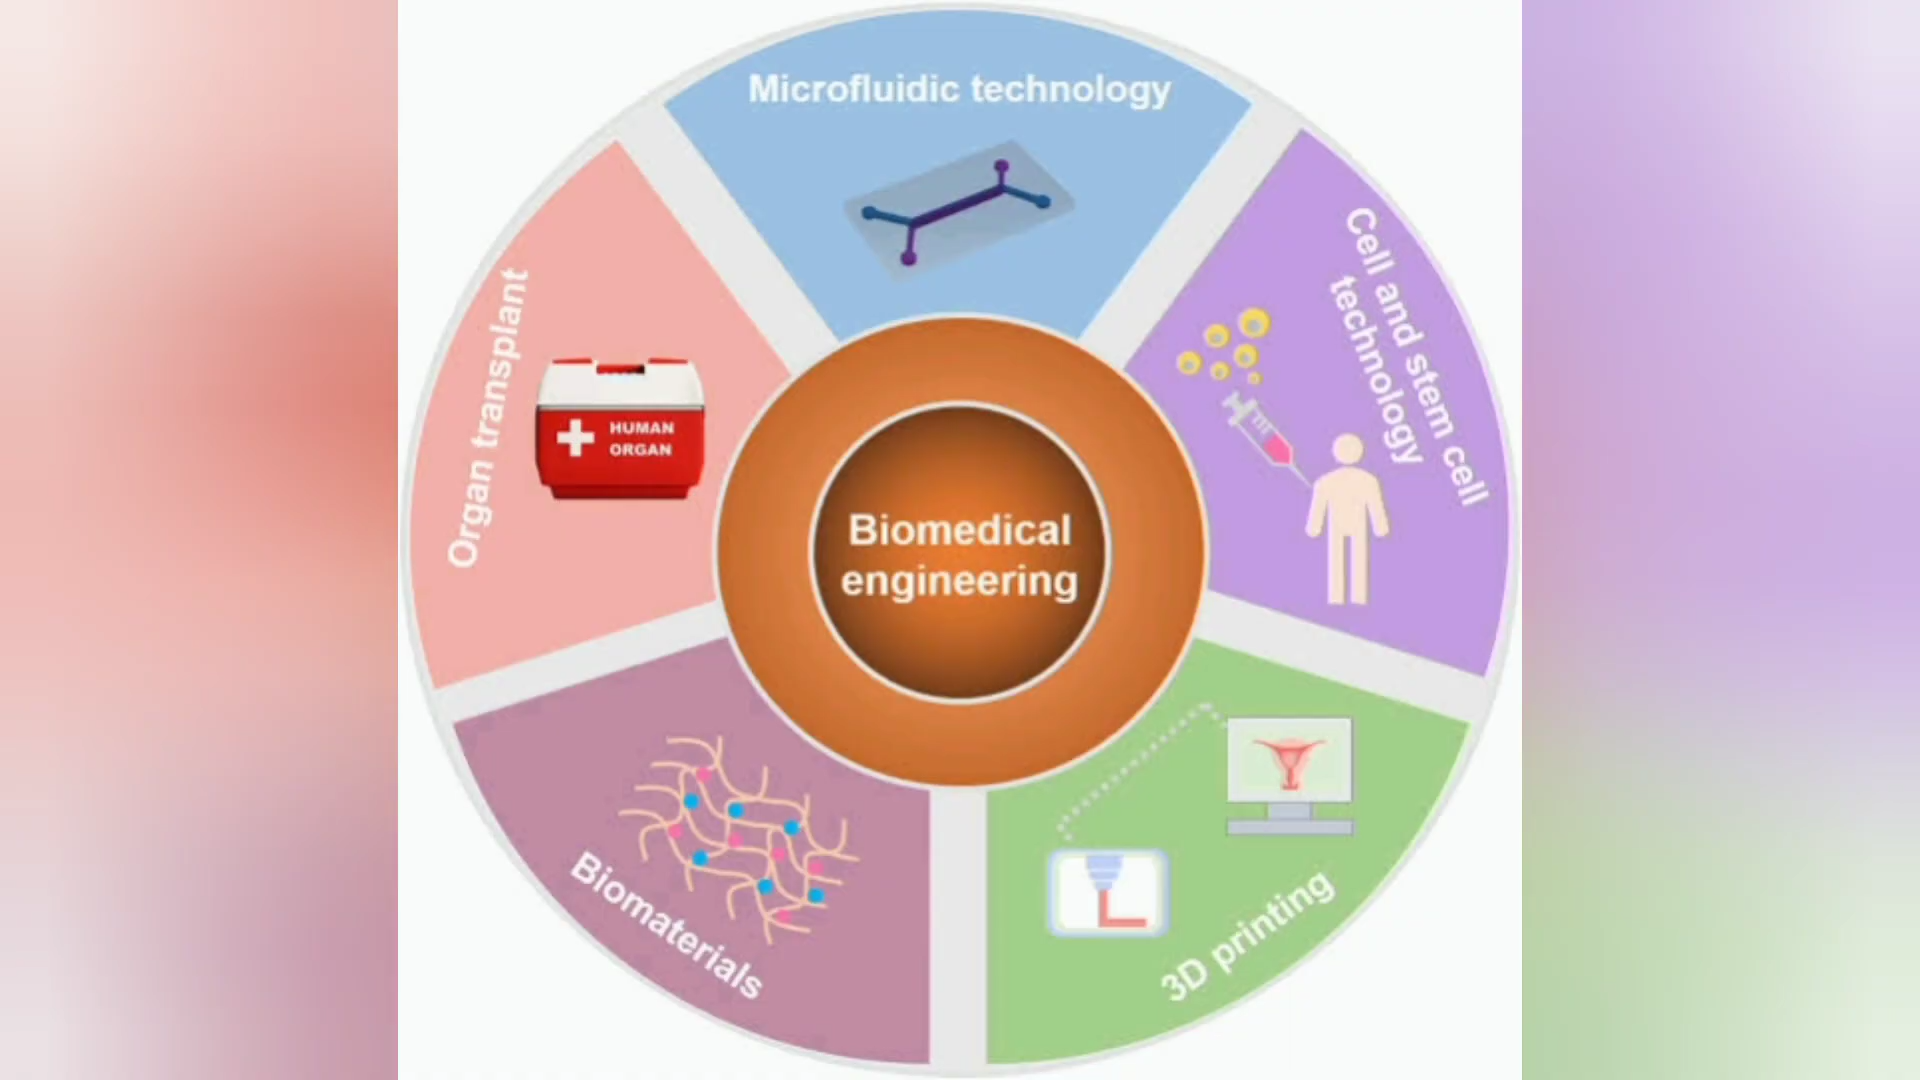 Microfluidic technology
Cell and stem cell
technology
3D printing
Biomaterials
Organ transplant
HUMAN
ORGAN
Biomedical
engineering